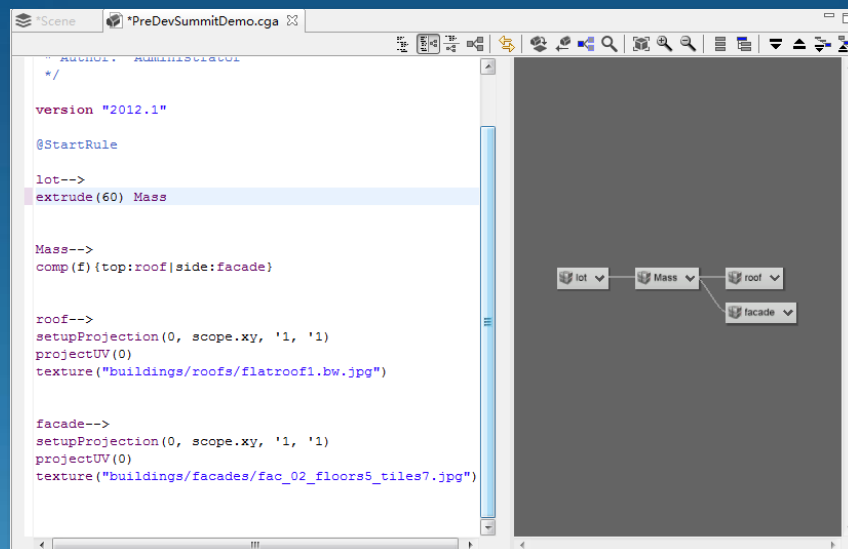 *Scene
*PreDevSummitDemo.cga
* Author: Administrator
*/
version "2012.1"
@StartRule
lot-->
extrude(60) Mass
Mass-->
comp(f){top:roof|side:facade}
roof-->
setupProjection(0, scope.xy, '1, '1)
projectUV(0)
texture("buildings/roofs/flatroof1.bw.jpg")
facade-->
setupProjection(0, scope.xy, '1, '1)
projectUV(0)
texture("buildings/facades/fac_02_floors5_tiles7.jpg")
lot
Mass
roof
facade